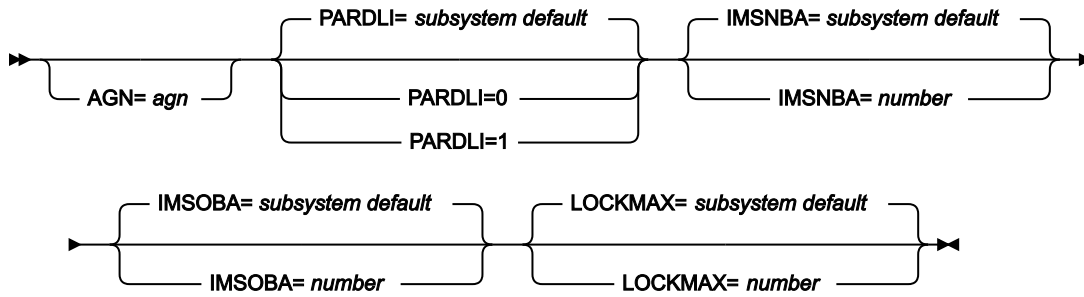 PARDLI= subsystem default
IMSNBA= subsystem default
AGN= agn
PARDLI=0
IMSNBA= number
PARDLI=1
IMSOBA= subsystem default
LOCKMAX= subsystem default
IMSOBA= number
LOCKMAX= number